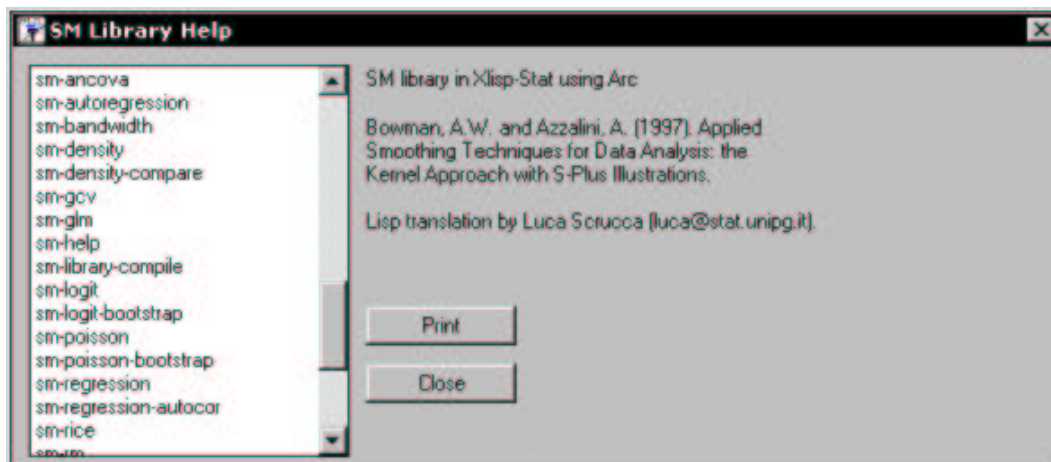 SM Library Help
sm-ancova
sm-autoregression
sm-bandwidth
sm-density
sm-density-compare
sm-gcv
sm-glm
sm-help
sm-library-compile
sm-logit
sm-logit-bootstrap
sm-poisson
sm-poisson-bootstrap
sm-regression
sm-regression-autocor
sm-rice
SM library in Xlisp-Stat using Arc
Bowman, A.W. and Azzalini, A. (1997). Applied
Smoothing Techniques for Data Analysis: the
Kernel Approach with S-Plus Illustrations.
Lisp translation by Luca Scrucca (luca@stat.unipg.it).
Print
Close